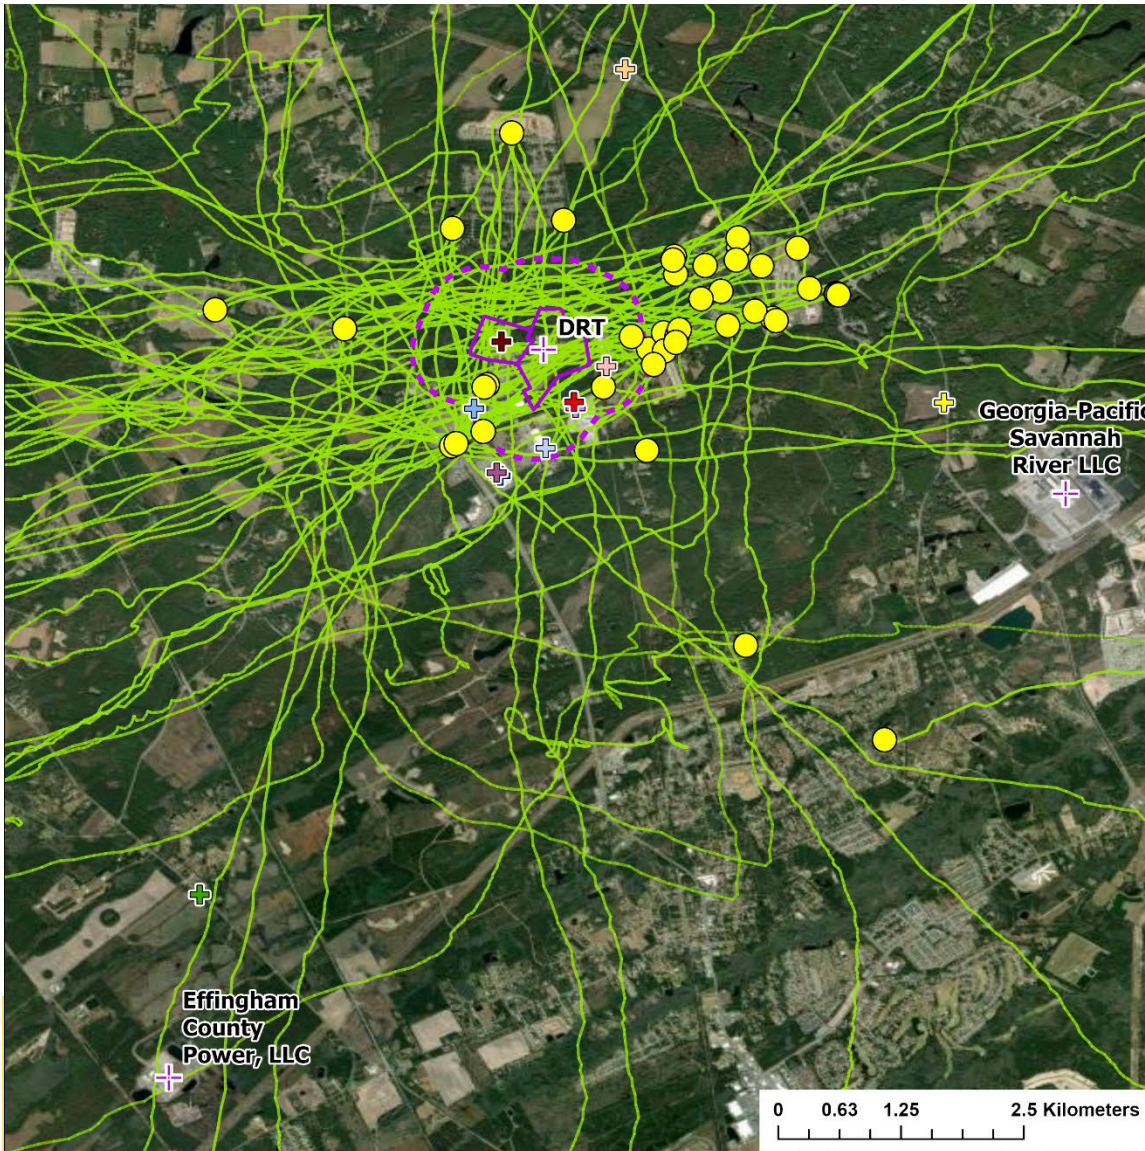 DRT
Georgia-Pacific
Savannah
River LLC
Effingham
County
Power, LLC
0 0.63 1.25 2.5 Kilometers